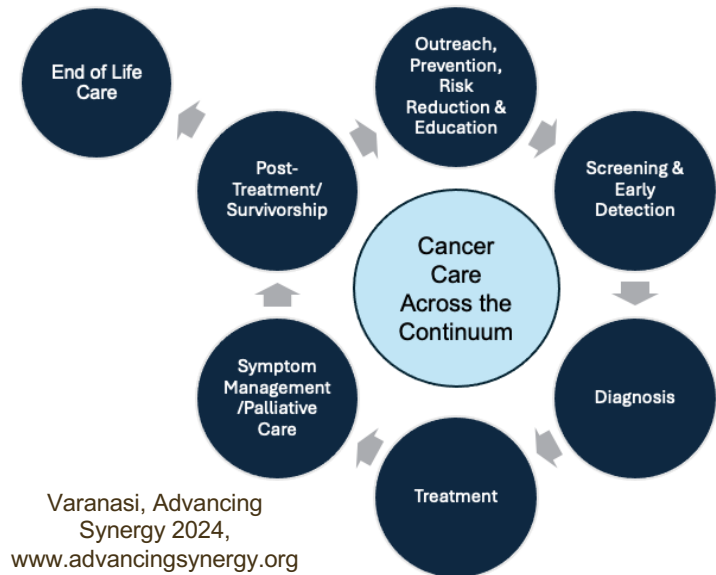 End of Life
Care
Outreach,
Prevention,
Risk
Reduction &
Education
Post-
Treatment/
Survivorship
Screening &
Early
Detection
Cancer
Care
Across the
Continuum
Symptom
Management
/Palliative
Care
Diagnosis
Treatment
Varanasi, Advancing
Synergy 2024,
www.advancingsynergy.org